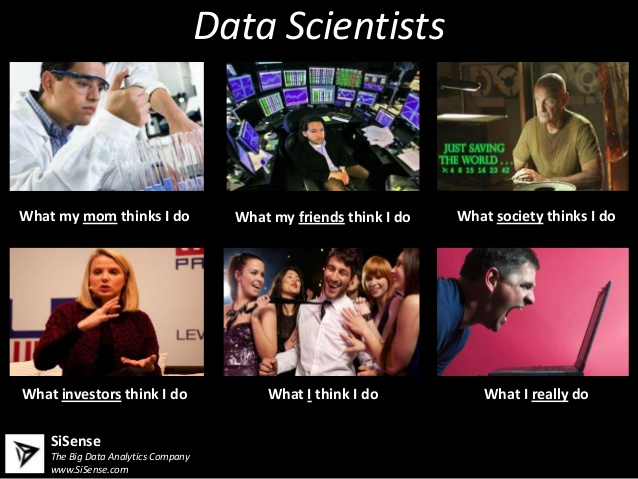 Data Scientists
JUST SAVING
THE WORLD . . .
>: 4 8 15 16 23 42
What my mom thinks I do
What my friends think I do
What society thinks I do
PR
LEV
What investors think I do
What I think I do
What I really do
SiSense
The Big Data Analytics Company
www.SiSense.com